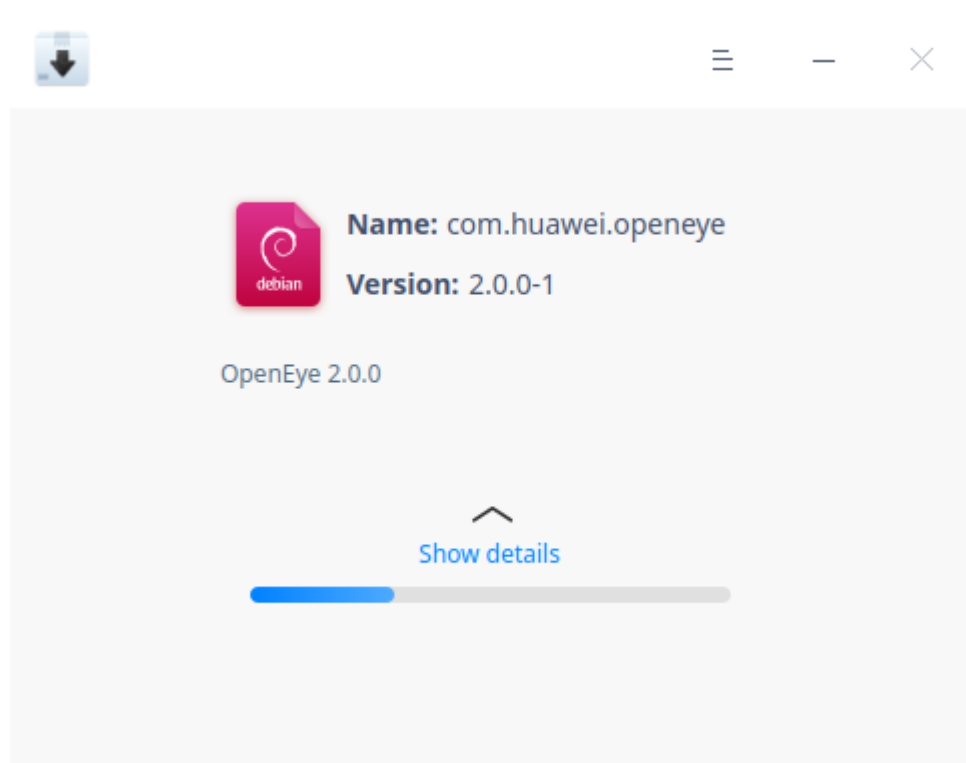 debian
Name: com.huawei.openeye
Version: 2.0.0-1
OpenEye 2.0.0
Show details